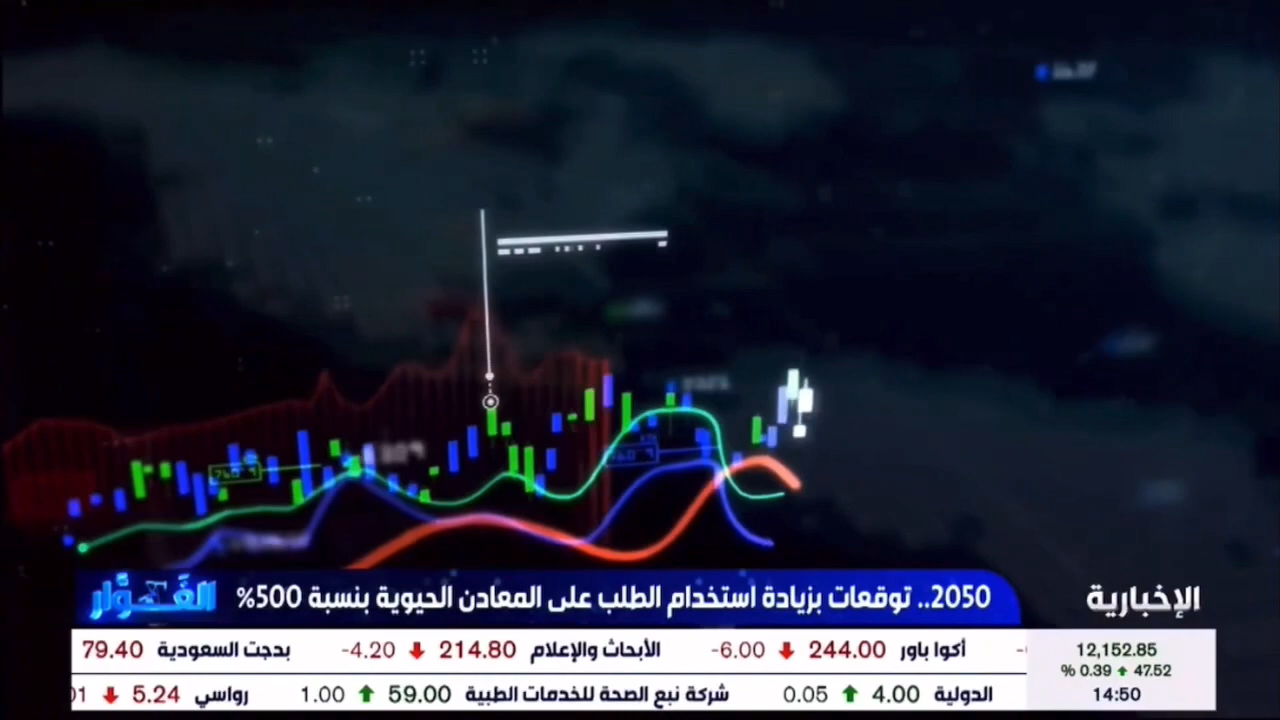 2050.. توقعات بزيادة استخدام الطلب على المعادن الحيوية بنسبة 500%
الفوَّار
الإخبارية
أكوا باور 244.00 -6.00 الأبحاث والإعلام 214.80 -4.20 بدجت السعودية 79.40
الدولية 4.00 0.05 شركة نبع الصحة للخدمات الطبية 59.00 1.00 رواسي 5.24
12,152.85
% 0.39 47.52
14:50